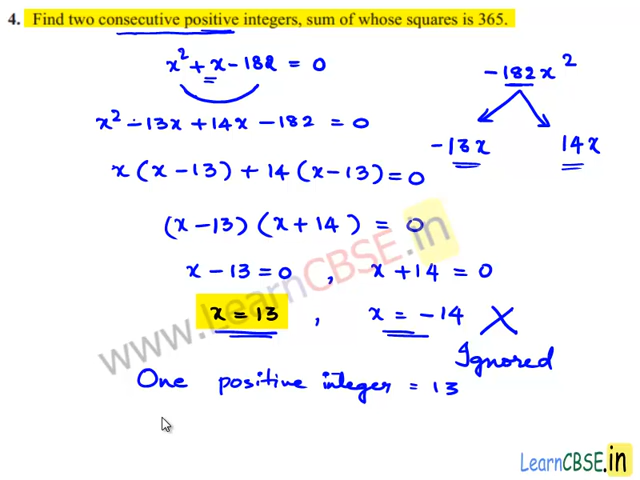 4. Find two consecutive positive integers, sum of whose squares is 365.
x² + x - 182 = 0
-182x²
x² - 13x + 14x - 182 = 0
-13x 14x
x (x - 13) + 14 (x - 13) = 0
(x - 13) (x + 14) = 0
x - 13 = 0 , x + 14 = 0
x = 13 , x = -14 X
Ignored
One positive integer = 13
www.LearnCBSE.in
LearnCBSE.in